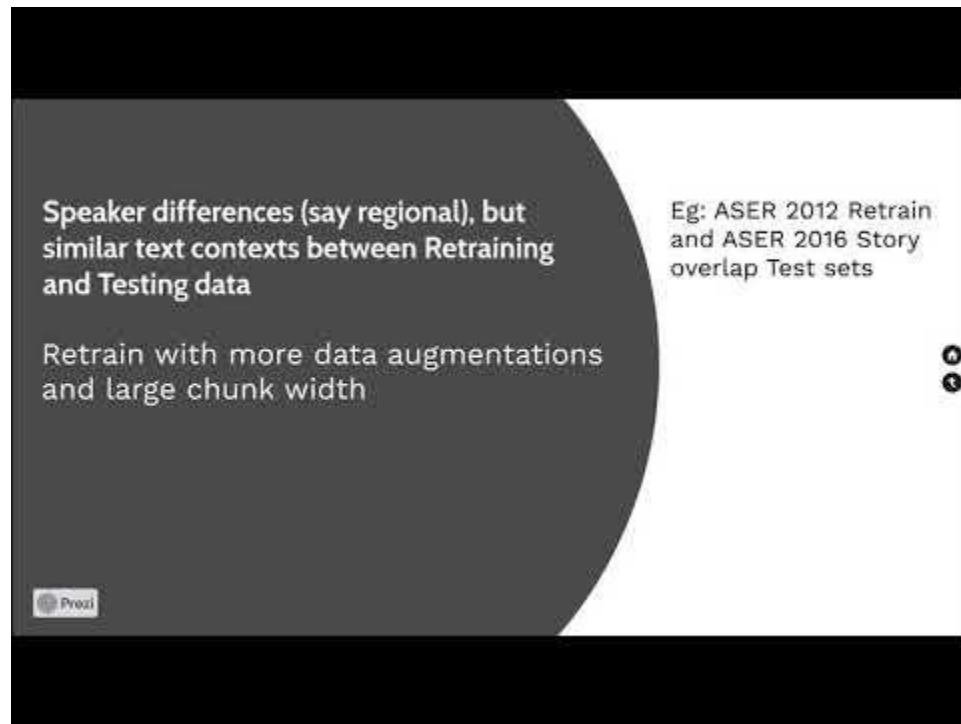 Speaker differences (say regional), but
similar text contexts between Retraining
and Testing data
Retrain with more data augmentations
and large chunk width
Eg: ASER 2012 Retrain
and ASER 2016 Story
overlap Test sets
Prezi